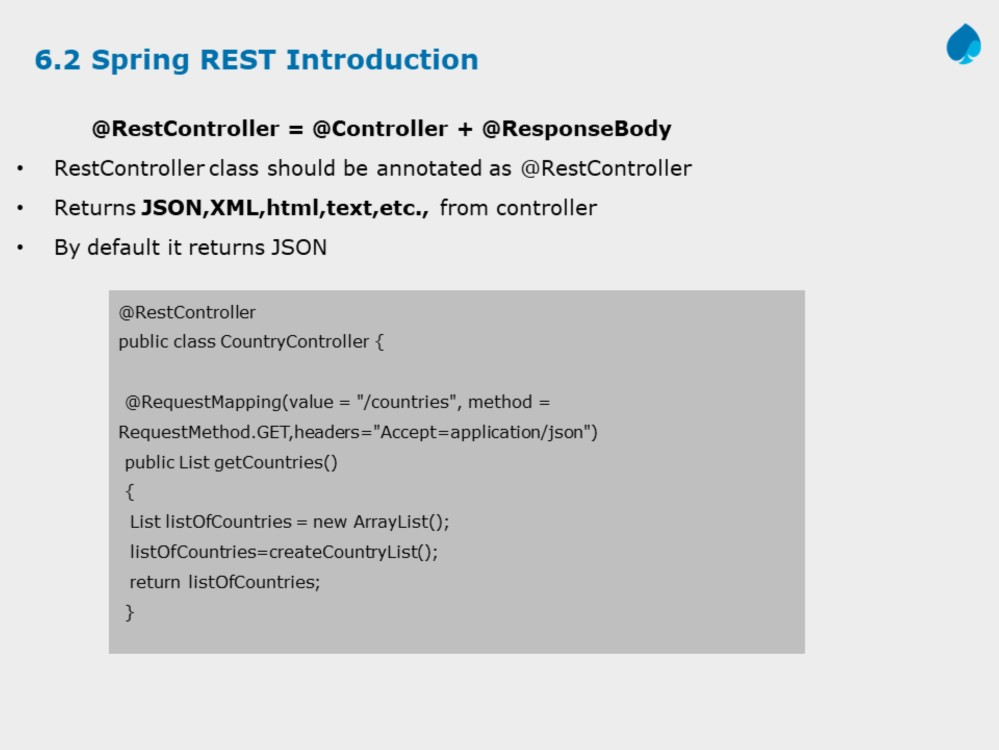 6.2 Spring REST Introduction
@RestController = @Controller + @ResponseBody
• RestController class should be annotated as @RestController
• Returns JSON,XML,html,text,etc., from controller
• By default it returns JSON
@RestController
public class CountryController {
@RequestMapping(value = "/countries", method =
RequestMethod.GET,headers="Accept=application/json")
public List getCountries()
{
List listOfCountries = new ArrayList();
listOfCountries=createCountryList();
return listOfCountries;
}